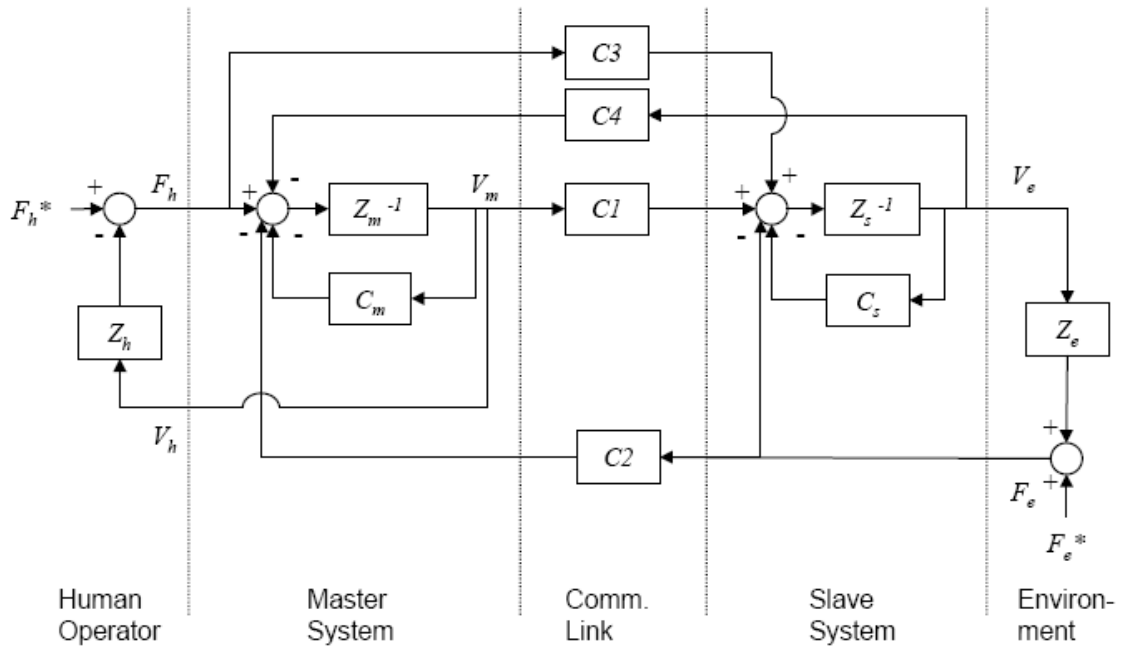 C3
C4
F_h* + - F_h + - - - Z_m^-1 V_m C1 + + - - Z_s^-1 V_e
C_m
C_s
Z_h
Z_e
V_h
C2
+
+
F_e
F_e*
Human
Operator
Master
System
Comm.
Link
Slave
System
Environ-
ment